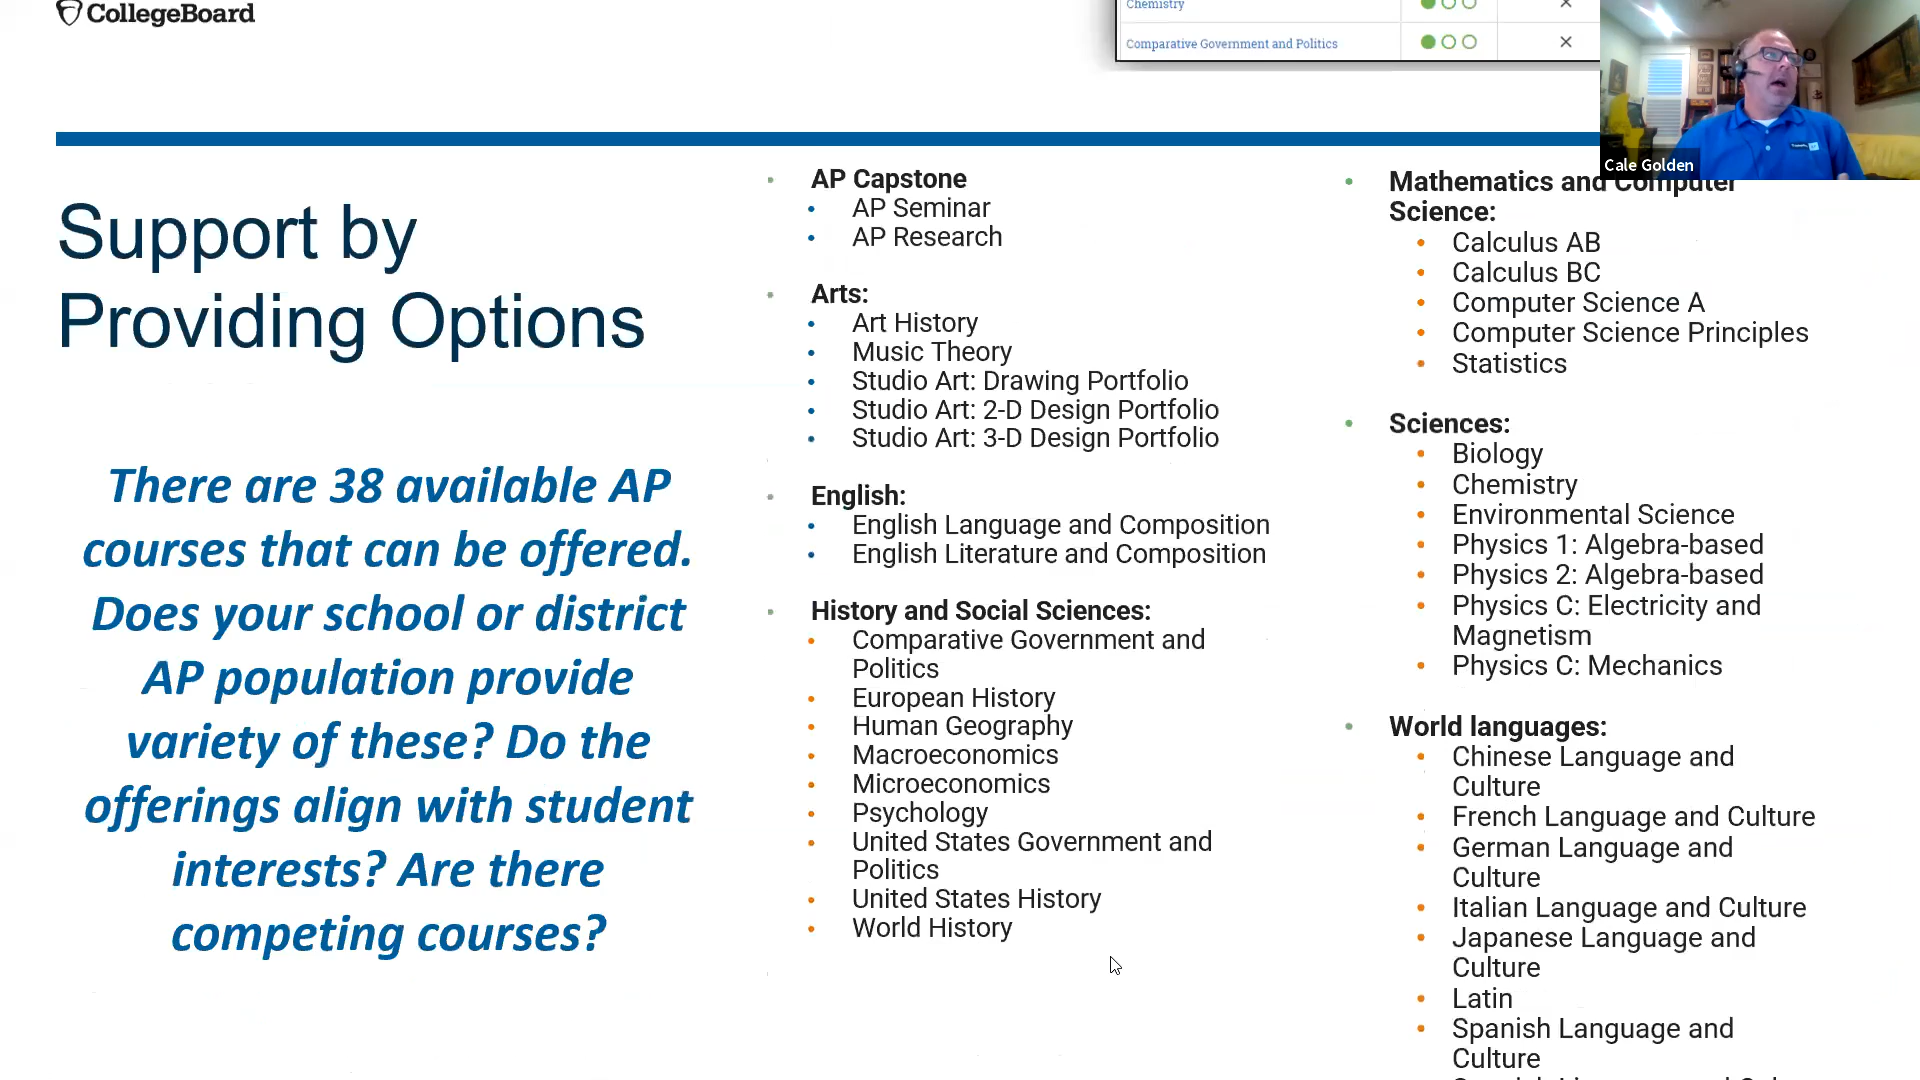 CollegeBoard
Chemistry
Comparative Government and Politics
Cale Golden
Support by
Providing Options
There are 38 available AP
courses that can be offered.
Does your school or district
AP population provide
variety of these? Do the
offerings align with student
interests? Are there
competing courses?
AP Capstone
AP Seminar
AP Research
Arts:
Art History
Music Theory
Studio Art: Drawing Portfolio
Studio Art: 2-D Design Portfolio
Studio Art: 3-D Design Portfolio
English:
English Language and Composition
English Literature and Composition
History and Social Sciences:
Comparative Government and
Politics
European History
Human Geography
Macroeconomics
Microeconomics
Psychology
United States Government and
Politics
United States History
World History
Mathematics and Computer
Science:
Calculus AB
Calculus BC
Computer Science A
Computer Science Principles
Statistics
Sciences:
Biology
Chemistry
Environmental Science
Physics 1: Algebra-based
Physics 2: Algebra-based
Physics C: Electricity and
Magnetism
Physics C: Mechanics
World languages:
Chinese Language and
Culture
French Language and Culture
German Language and
Culture
Italian Language and Culture
Japanese Language and
Culture
Latin
Spanish Language and
Culture